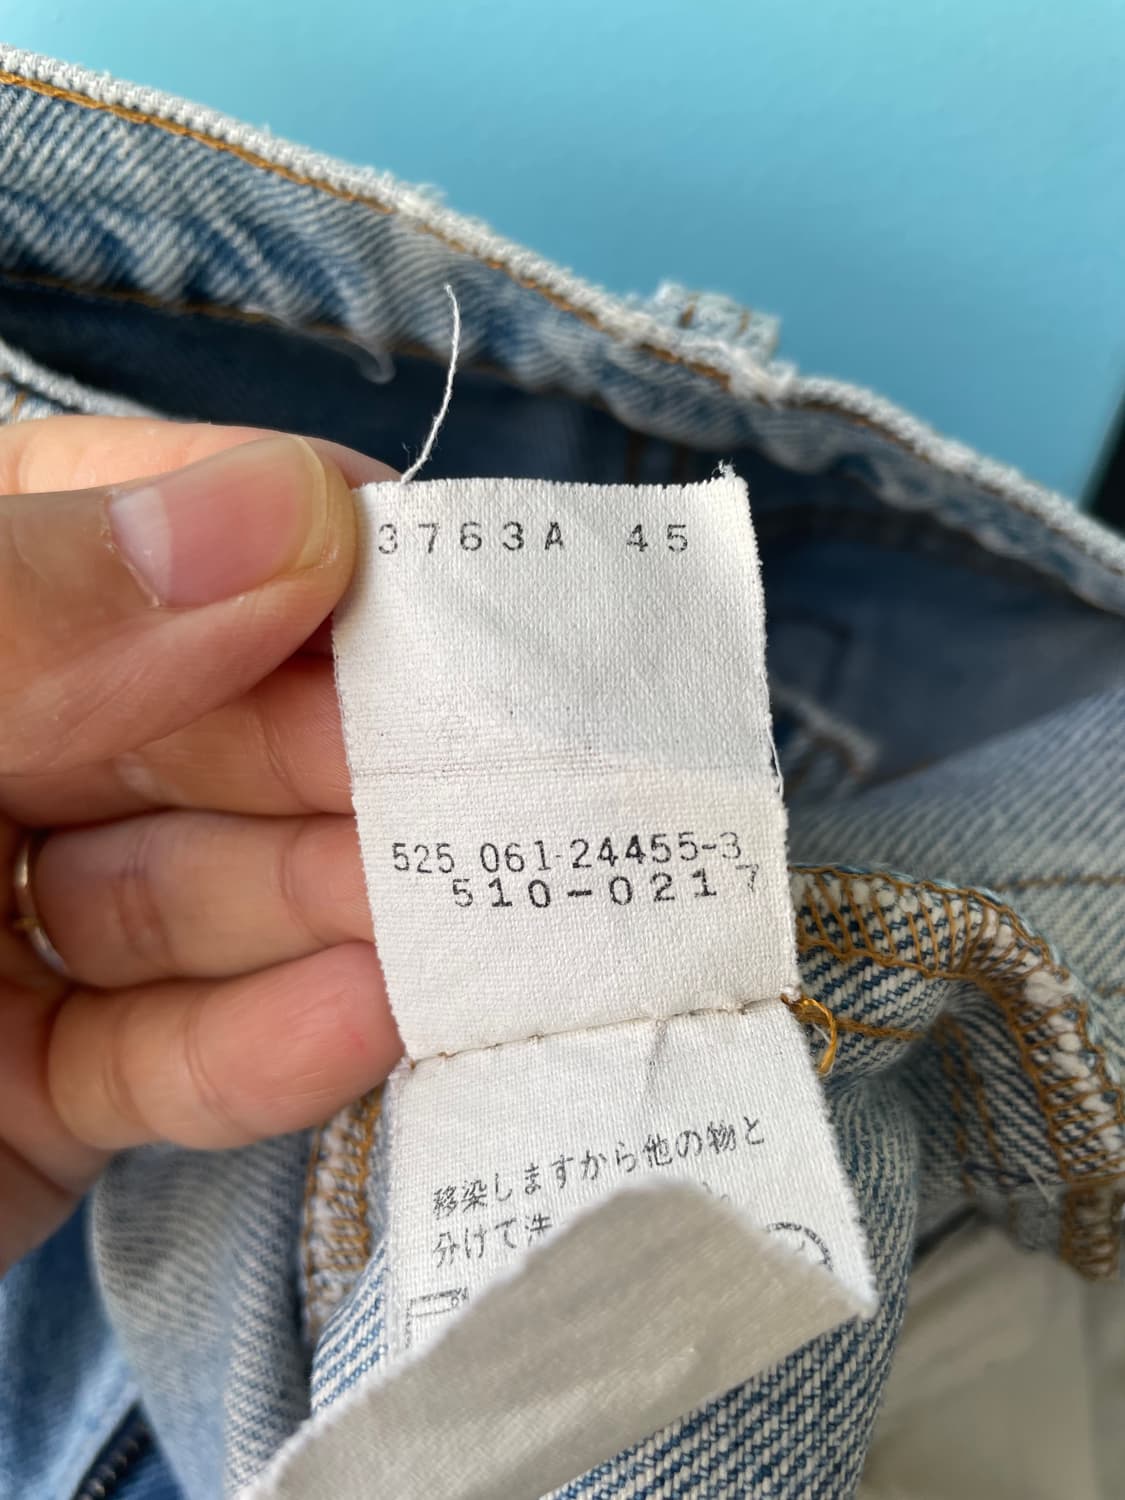 3763A 45
525 061-24455-3
510-0217
移染しますから他の物と
分けて洗